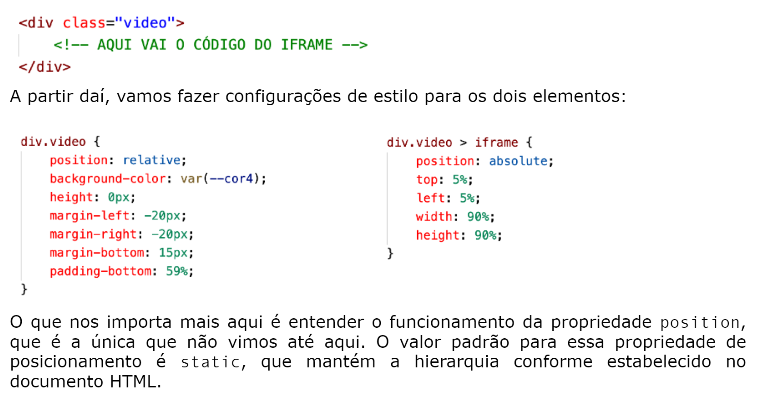 <div class="video">
<!-- AQUI VAI O CÓDIGO DO IFRAME -->
</div>
A partir daí, vamos fazer configurações de estilo para os dois elementos:
div.video {
position: relative;
background-color: var(--cor4);
height: 0px;
margin-left: -20px;
margin-right: -20px;
margin-bottom: 15px;
padding-bottom: 59%;
}
div.video > iframe {
position: absolute;
top: 5%;
left: 5%;
width: 90%;
height: 90%;
}
O que nos importa mais aqui é entender o funcionamento da propriedade position,
que é a única que não vimos até aqui. O valor padrão para essa propriedade de
posicionamento é static, que mantém a hierarquia conforme estabelecido no
documento HTML.